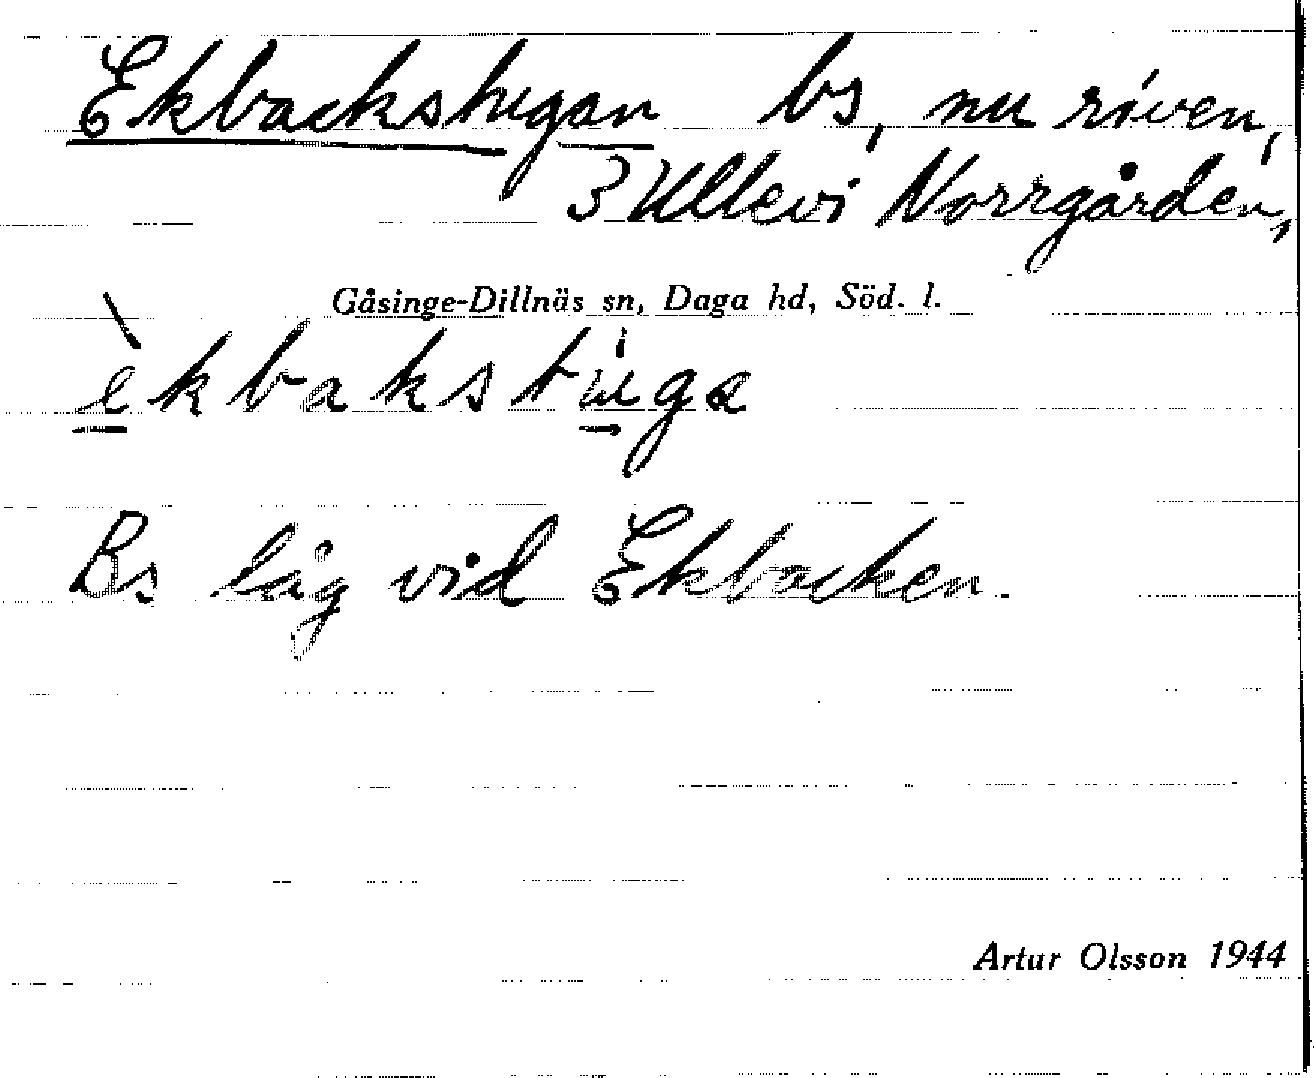 Ekbackstugan bs, nu riven,
3 Ullevi Norrgården,
Gåsinge-Dillnäs sn, Daga hd, Söd. l.
èkbakstúga
Bs låg vid Ekbacken.
Artur Olsson 1944